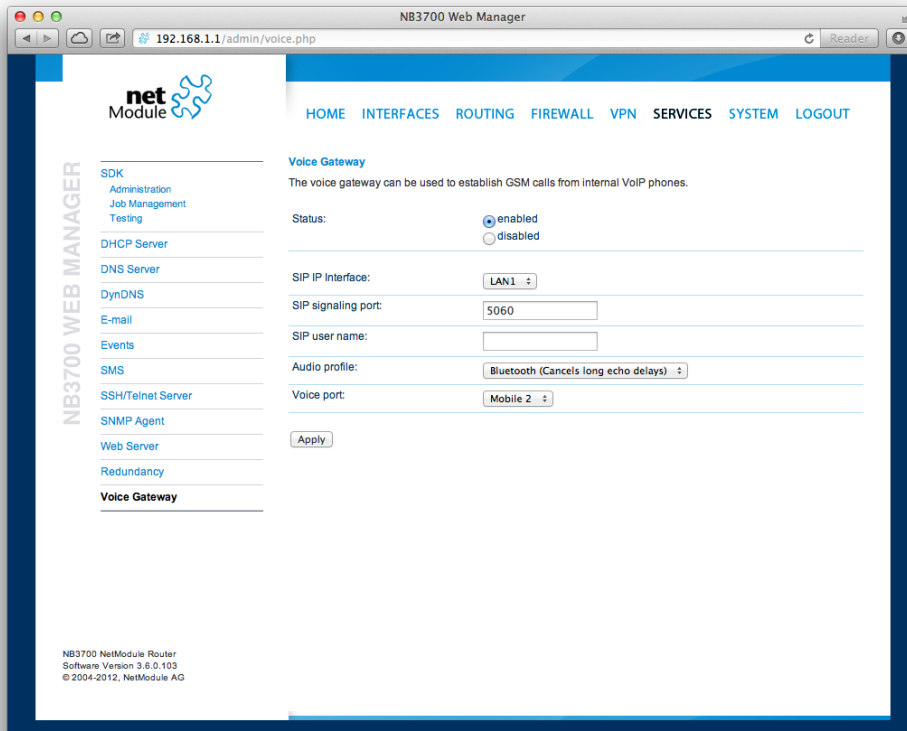 NB3700 Web Manager
192.168.1.1/admin/voice.php
Reader
net
Module
HOME INTERFACES ROUTING FIREWALL VPN SERVICES SYSTEM LOGOUT
NB3700 WEB MANAGER
SDK
Administration
Job Management
Testing
DHCP Server
DNS Server
DynDNS
E-mail
Events
SMS
SSH/Telnet Server
SNMP Agent
Web Server
Redundancy
Voice Gateway
Voice Gateway
The voice gateway can be used to establish GSM calls from internal VoIP phones.
Status: enabled
disabled
SIP IP Interface: LAN1
SIP signaling port: 5060
SIP user name:
Audio profile: Bluetooth (Cancels long echo delays)
Voice port: Mobile 2
Apply
NB3700 NetModule Router
Software Version 3.6.0.103
© 2004-2012, NetModule AG